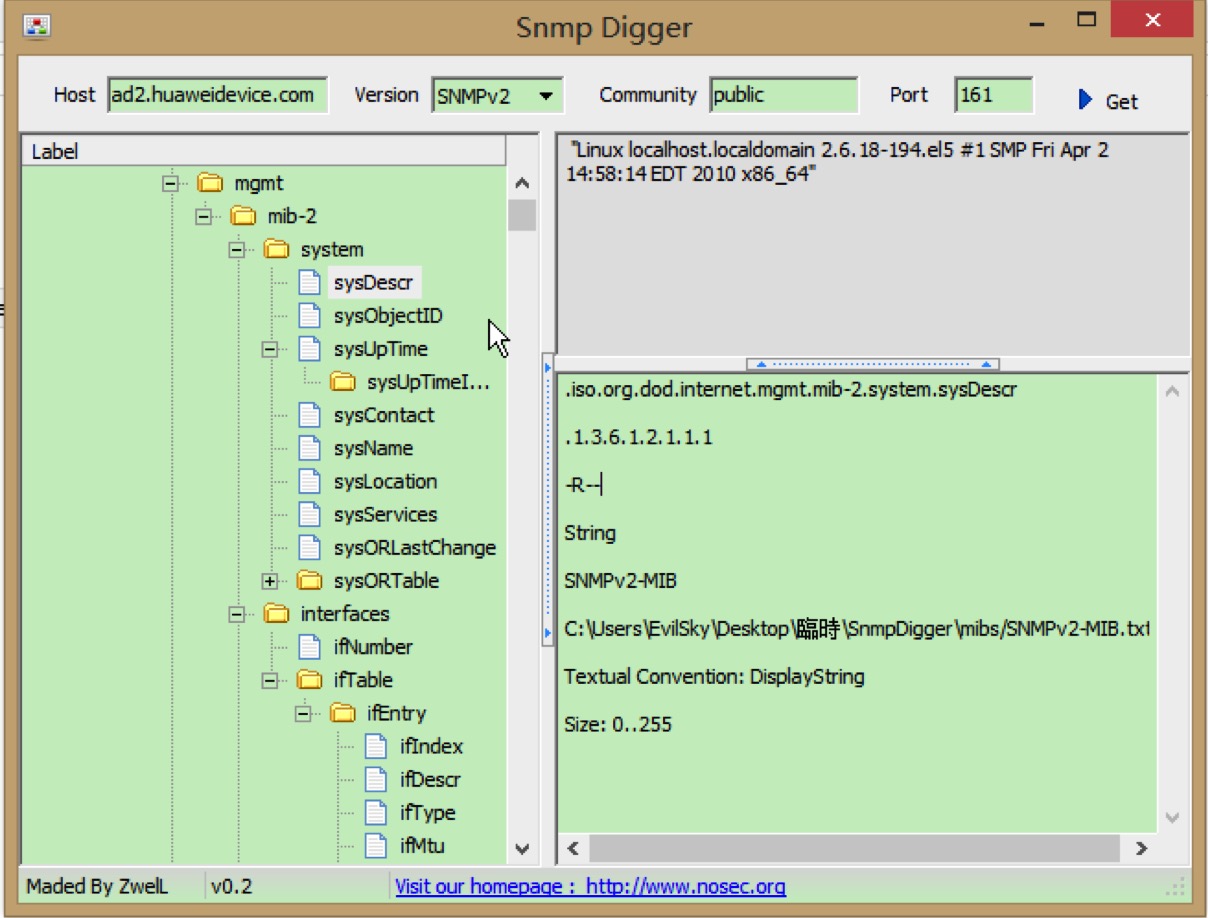 Snmp Digger
Host ad2.huaweidevice.com Version SNMPv2 Community public Port 161 Get
Label
mgmt
mib-2
system
sysDescr
sysObjectID
sysUpTime
sysUpTimeI...
sysContact
sysName
sysLocation
sysServices
sysORLastChange
sysORTable
interfaces
ifNumber
ifTable
ifEntry
ifIndex
ifDescr
ifType
ifMtu
"Linux localhost.localdomain 2.6.18-194.el5 #1 SMP Fri Apr 2
14:58:14 EDT 2010 x86_64"
.iso.org.dod.internet.mgmt.mib-2.system.sysDescr
.1.3.6.1.2.1.1.1
-R--
String
SNMPv2-MIB
C:\Users\EvilSky\Desktop\臨時\SnmpDigger\mibs/SNMPv2-MIB.txt
Textual Convention: DisplayString
Size: 0..255
Maded By ZwelL v0.2 Visit our homepage : http://www.nosec.org